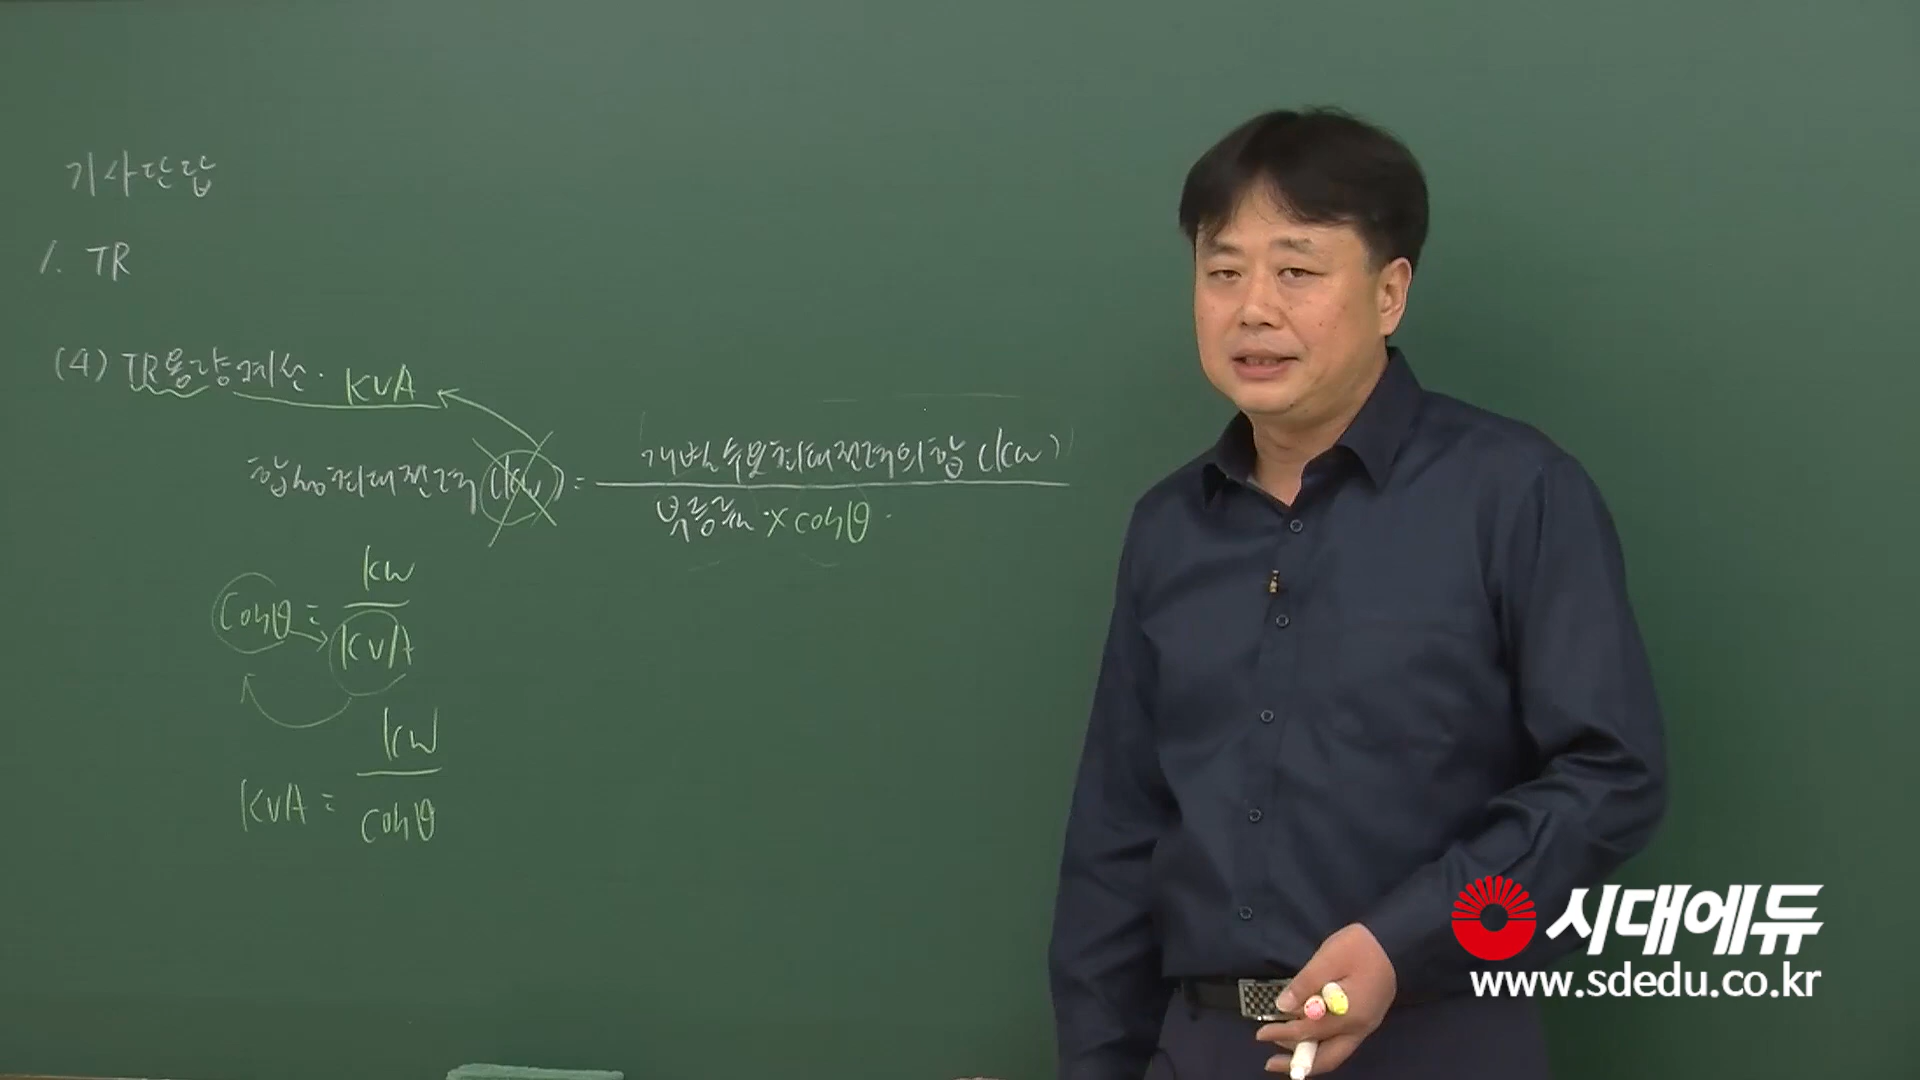 기사단답
1. TR
(4) TR용량계산. KVA
합성최대전력(KW) = 개별수요최대전력의합(KW) / 부등률 × cosθ
cosθ = KW / KVA
KVA = KW / cosθ
시대에듀
www.sdedu.co.kr